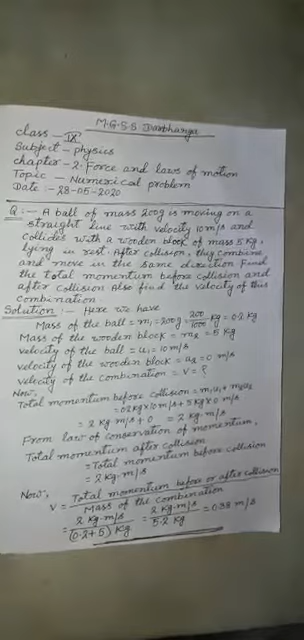 M.G.S.S Darbhanga
class - IX
Subject - physics
chapter - 2. Force and laws of motion
Topic - Numerical problem
Date :- 28-05-2020
Q :- A ball of mass 200g is moving on a
straight line with velocity 10 m/s and
collides with a wooden block of mass 5 Kg,
lying in rest. After collision, they combine
and move in the same direction. Find
the total momentum before collision and
after collision. Also find the velocity of this
combination.
Solution :- Here we have
Mass of the ball = m₁ = 200g = 200/1000 Kg = 0.2 Kg
Mass of the wooden block = m₂ = 5 Kg
velocity of the ball = u₁ = 10 m/s
velocity of the wooden block = u₂ = 0 m/s
velocity of the combination = v = ?
Now,
Total momentum before collision = m₁u₁ + m₂u₂
= 0.2 Kg x 10 m/s + 5 Kg x 0 m/s
= 2 Kg m/s + 0 = 2 Kg. m/s
From law of conservation of momentum,
Total momentum after collision
= Total momentum before collision
= 2 Kg. m/s
Now,
V = Total momentum before or after collision / Mass of the combination
= 2 Kg.m/s / (0.2+5) Kg = 2 Kg.m/s / 5.2 Kg = 0.38 m/s